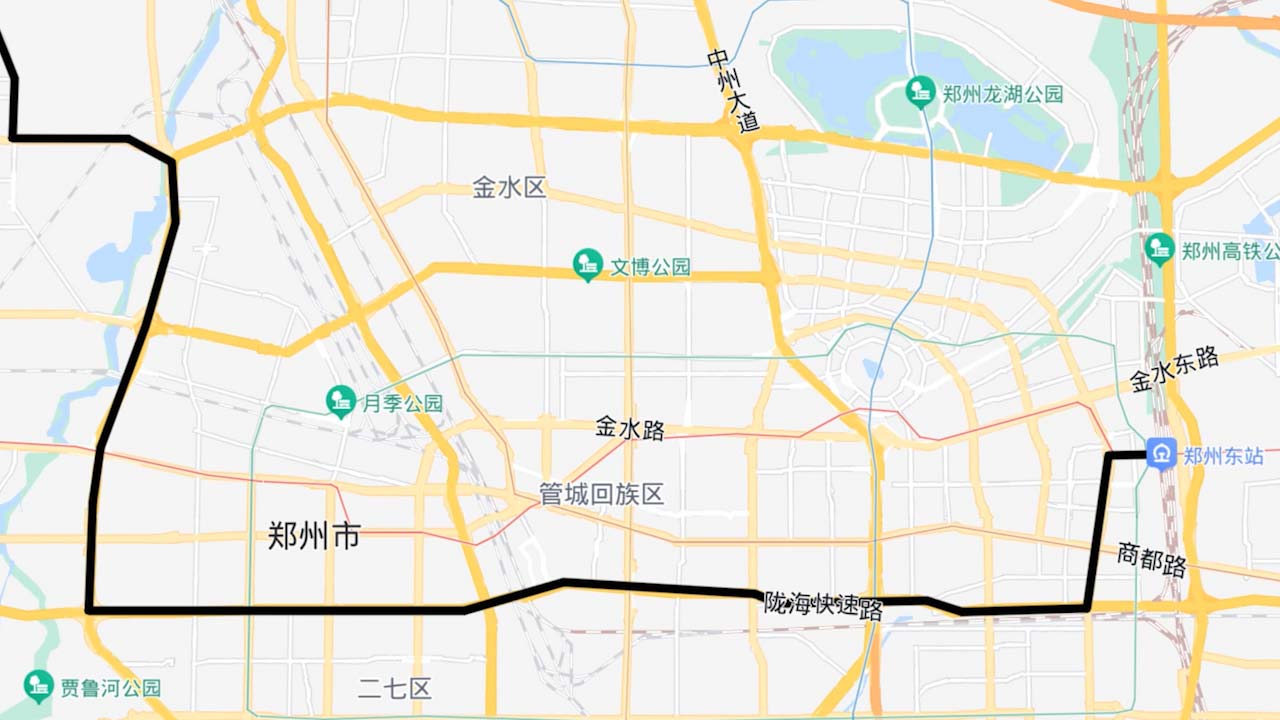 中州大道
郑州龙湖公园
金水区
郑州高铁公
文博公园
金水东路
月季公园
金水路
郑州东站
管城回族区
郑州市
商都路
陇海快速路
贾鲁河公园
二七区